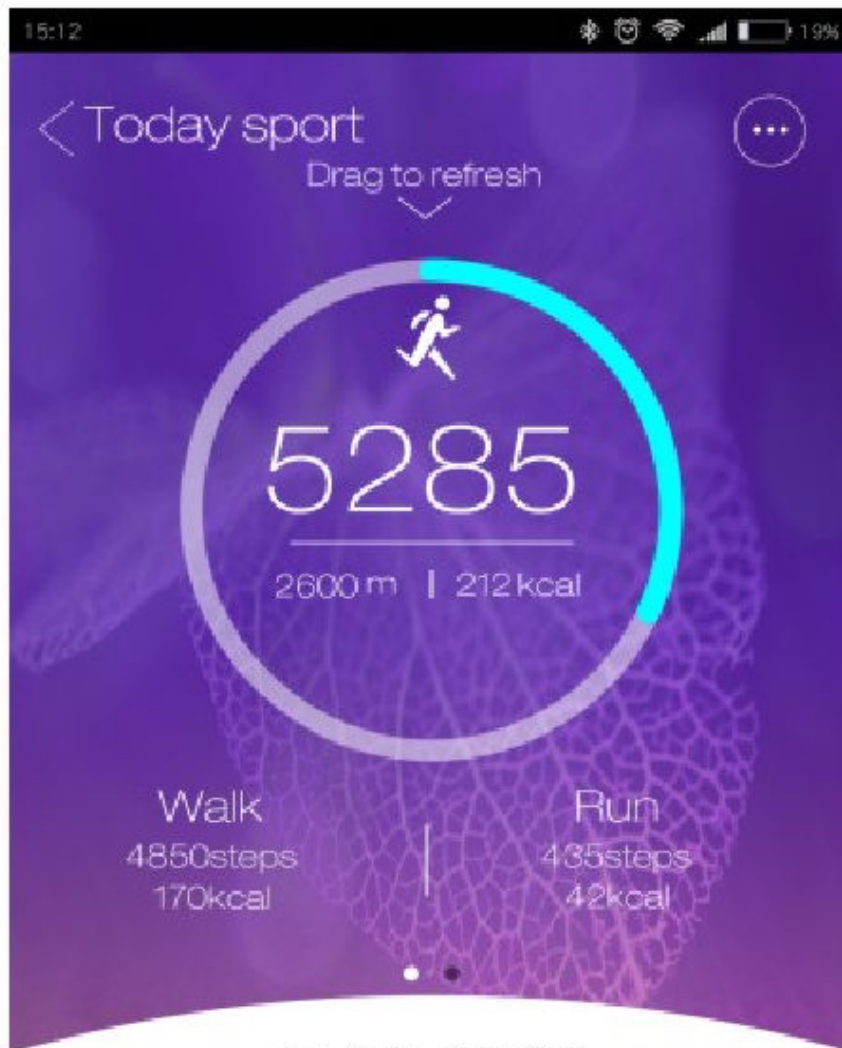 15:12 19%
Today sport
Drag to refresh
5285
2600 m | 212 kcal
Walk Run
4850steps 435steps
170kcal 42kcal